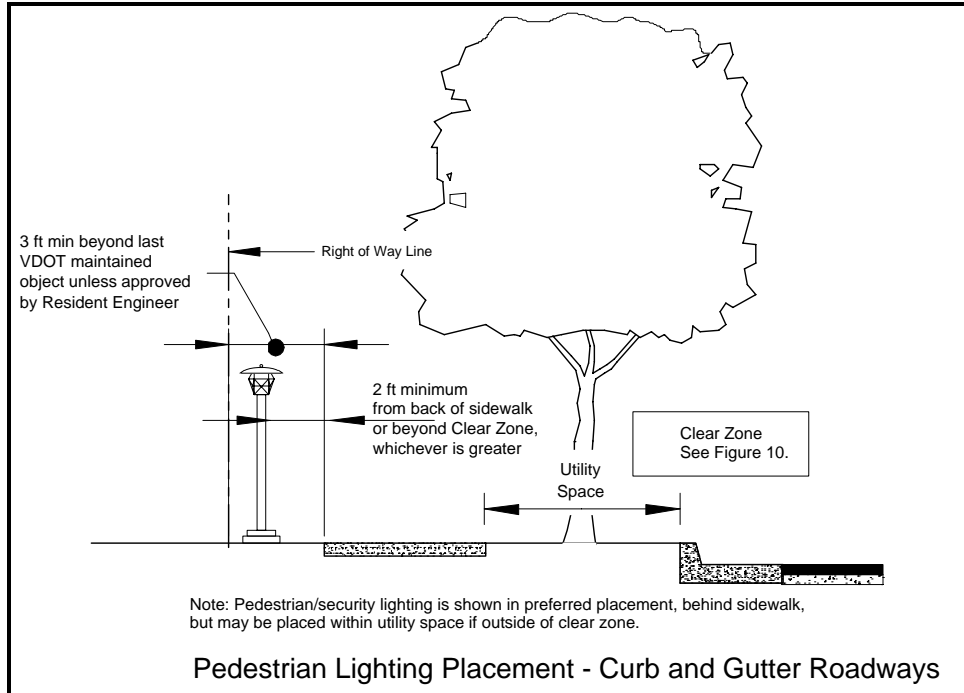 3 ft min beyond last
VDOT maintained
object unless approved
by Resident Engineer
Right of Way Line
2 ft minimum
from back of sidewalk
or beyond Clear Zone,
whichever is greater
Clear Zone
See Figure 10.
Utility
Space
Note: Pedestrian/security lighting is shown in preferred placement, behind sidewalk,
but may be placed within utility space if outside of clear zone.
Pedestrian Lighting Placement - Curb and Gutter Roadways